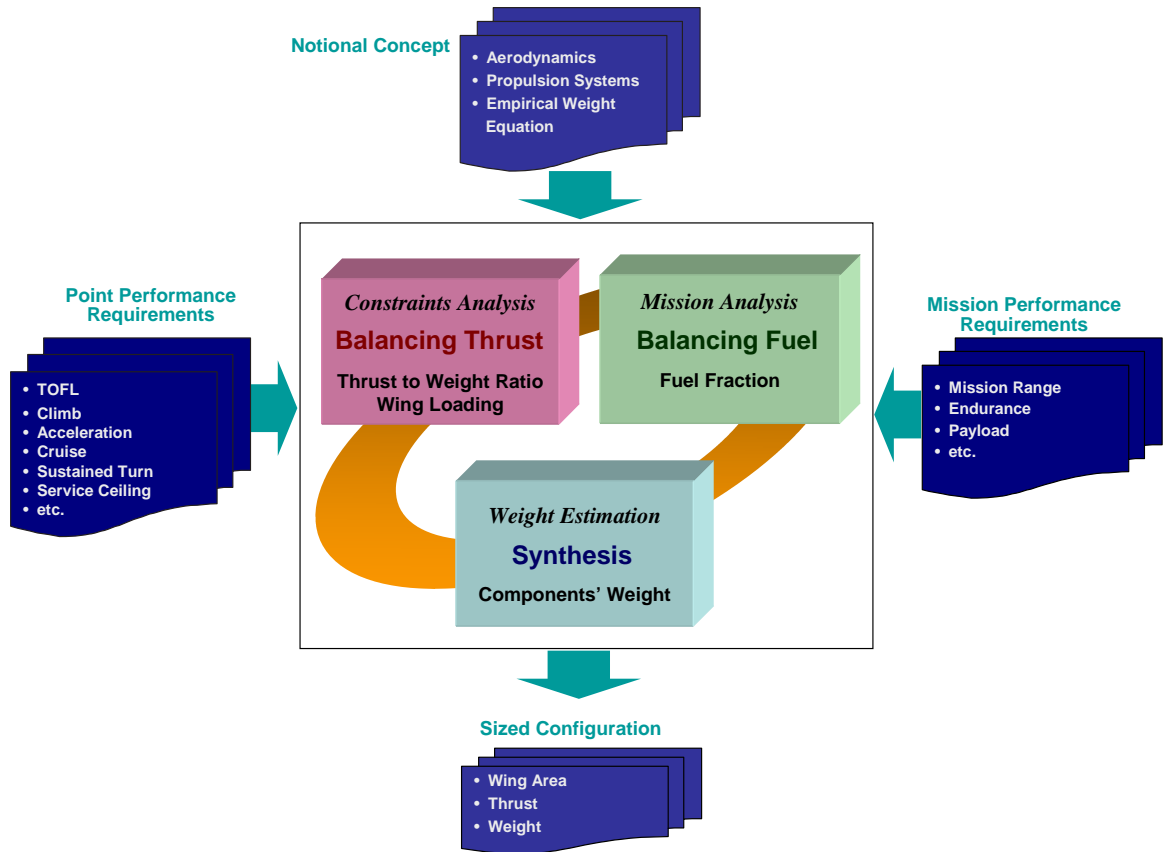 Notional Concept
• Aerodynamics
• Propulsion Systems
• Empirical Weight
Equation
Point Performance
Requirements
• TOFL
• Climb
• Acceleration
• Cruise
• Sustained Turn
• Service Ceiling
• etc.
Constraints Analysis
Balancing Thrust
Thrust to Weight Ratio
Wing Loading
Mission Analysis
Balancing Fuel
Fuel Fraction
Weight Estimation
Synthesis
Components’ Weight
Mission Performance
Requirements
• Mission Range
• Endurance
• Payload
• etc.
Sized Configuration
• Wing Area
• Thrust
• Weight